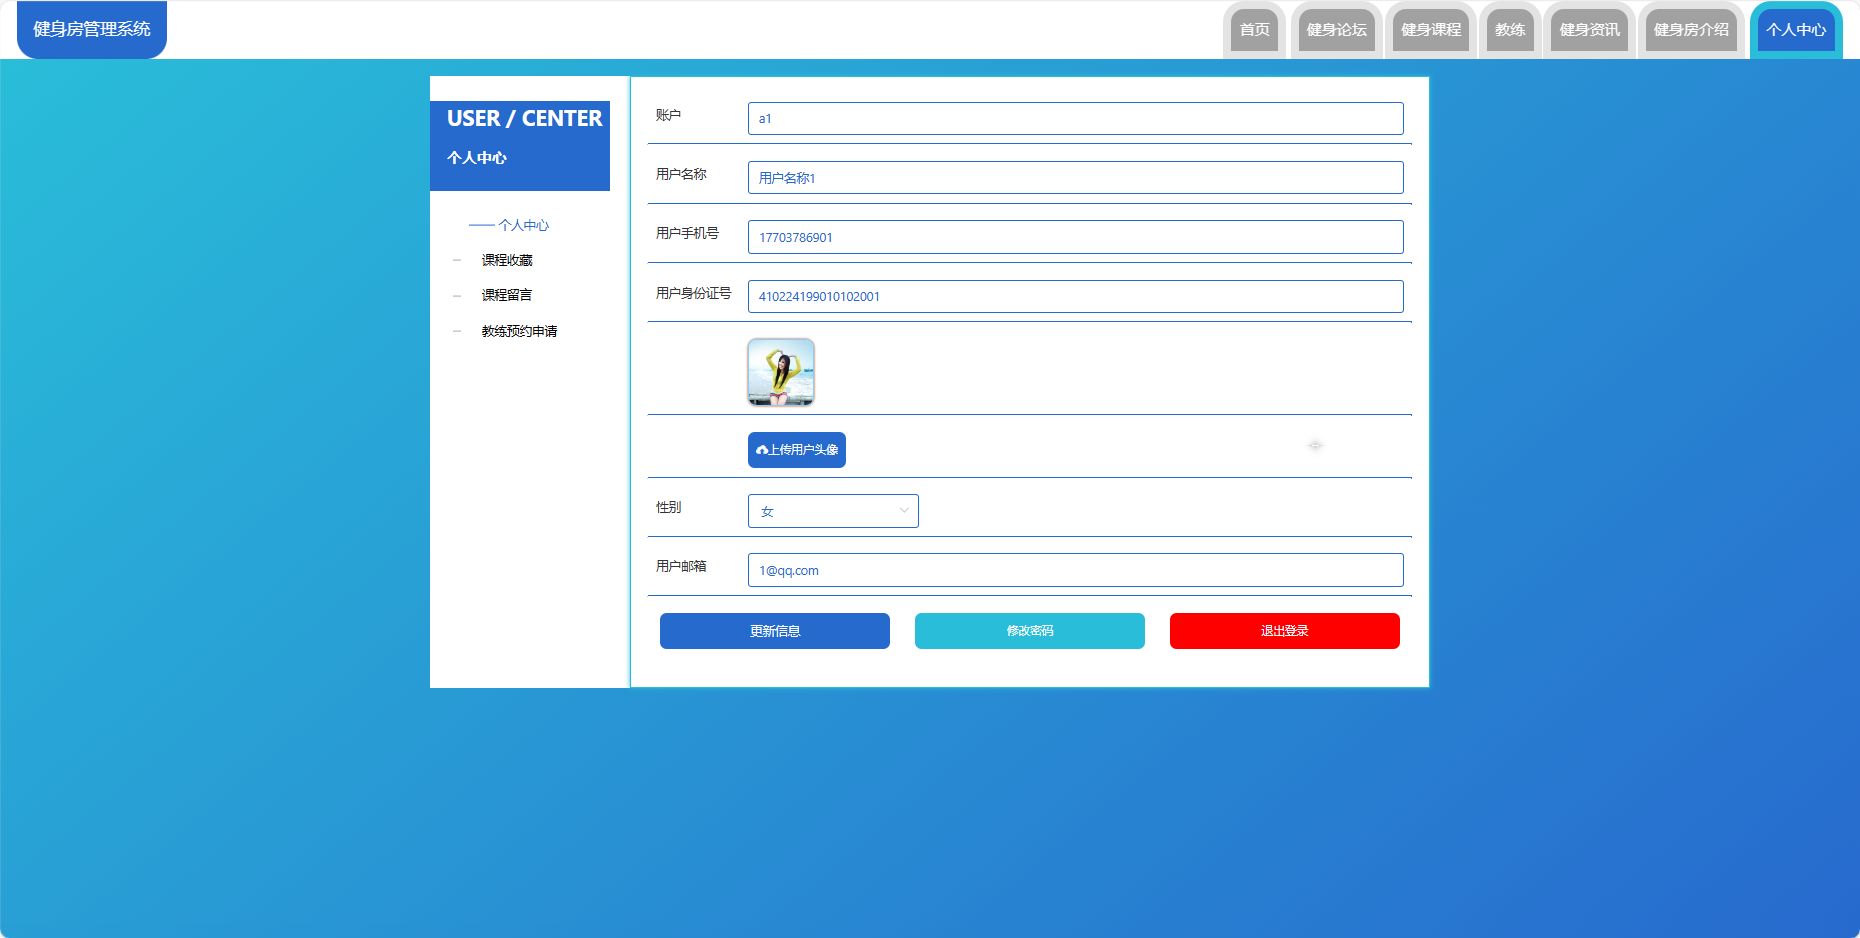 健身房管理系统
首页
健身论坛
健身课程
教练
健身资讯
健身房介绍
个人中心
USER / CENTER
个人中心
个人中心
课程收藏
课程留言
教练预约申请
账户
a1
用户名称
用户名称1
用户手机号
17703786901
用户身份证号
410224199010102001
上传用户头像
性别
女
用户邮箱
1@qq.com
更新信息
修改密码
退出登录